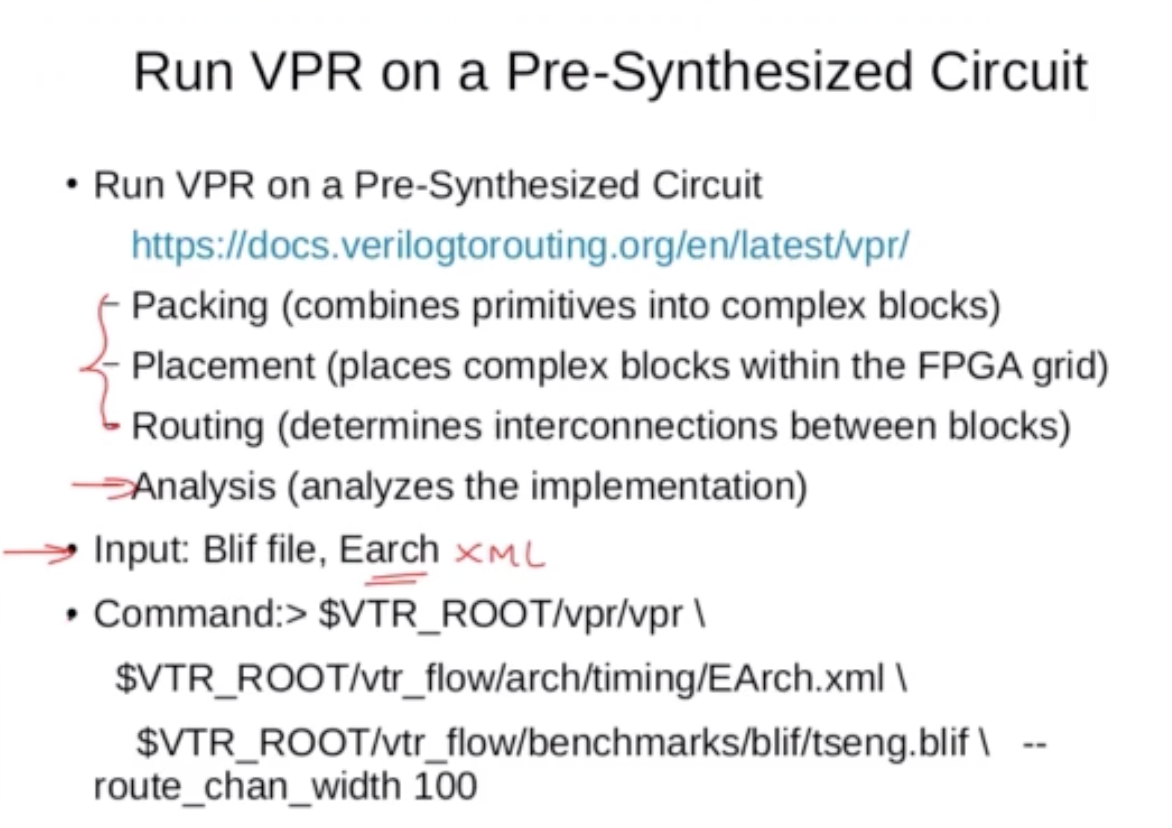 Run VPR on a Pre-Synthesized Circuit
• Run VPR on a Pre-Synthesized Circuit
https://docs.verilogtorouting.org/en/latest/vpr/
– Packing (combines primitives into complex blocks)
– Placement (places complex blocks within the FPGA grid)
– Routing (determines interconnections between blocks)
Analysis (analyzes the implementation)
• Input: Blif file, Earch XML
• Command:> $VTR_ROOT/vpr/vpr \
$VTR_ROOT/vtr_flow/arch/timing/EArch.xml \
$VTR_ROOT/vtr_flow/benchmarks/blif/tseng.blif \ --
route_chan_width 100